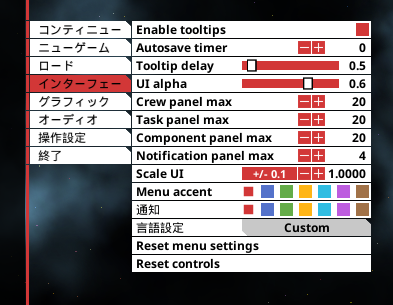 コンティニュー
ニューゲーム
ロード
インターフェー
グラフィック
オーディオ
操作設定
終了
Enable tooltips
Autosave timer 0
Tooltip delay 0.5
UI alpha 0.6
Crew panel max 20
Task panel max 20
Component panel max 20
Notification panel max 4
Scale UI +/- 0.1 1.0000
Menu accent
通知
言語設定 Custom
Reset menu settings
Reset controls